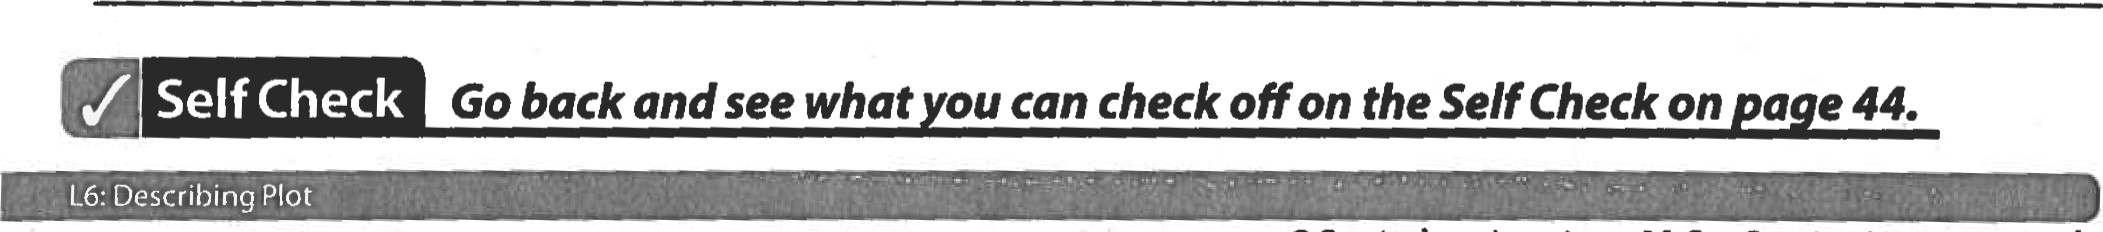 ✓ Self Check Go back and see what you can check off on the Self Check on page 44.
L6: Describing Plot